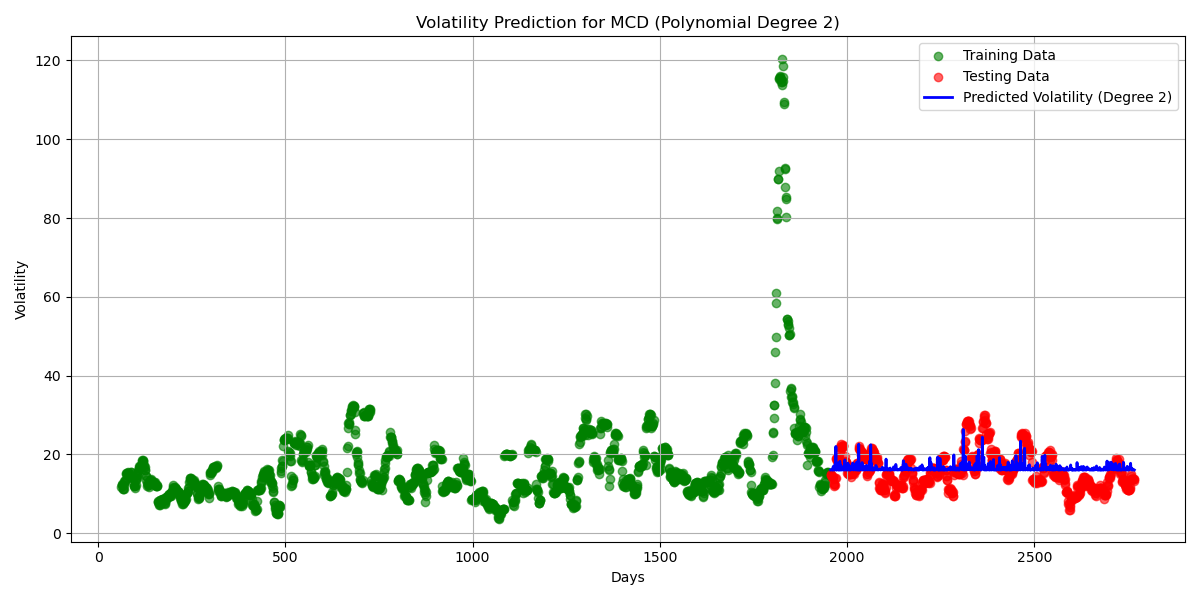 Volatility Prediction for MCD (Polynomial Degree 2)
Training Data
Testing Data
Predicted Volatility (Degree 2)
120
100
80
60
40
20
0
Volatility
0 500 1000 1500 2000 2500
Days